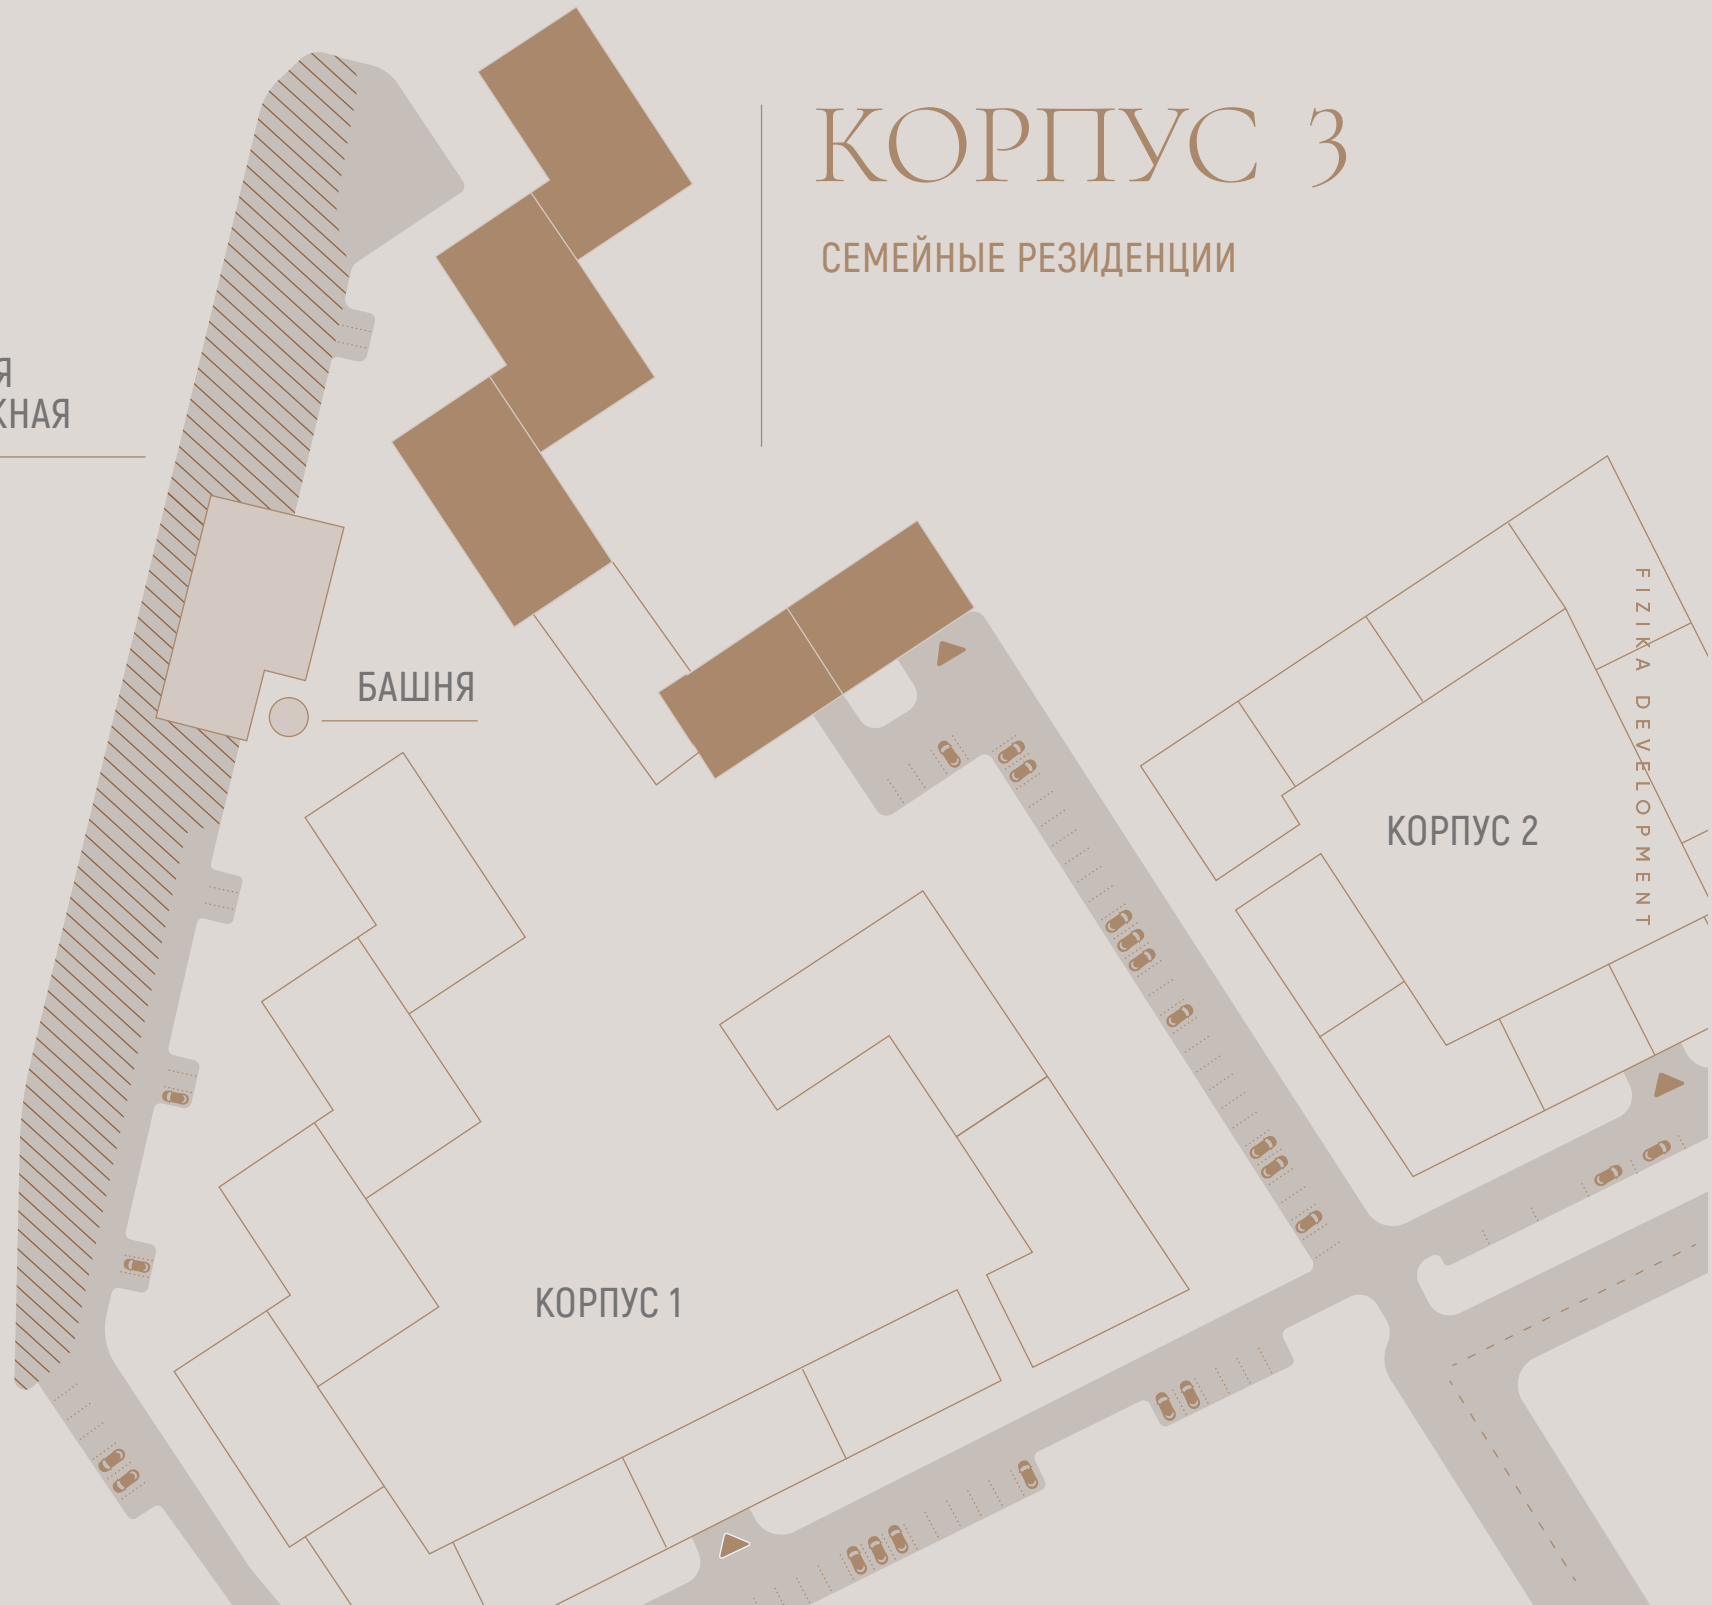 КОРПУС 3
СЕМЕЙНЫЕ РЕЗИДЕНЦИИ
БАШНЯ
КОРПУС 2
FIZIKA DEVELOPMENT
КОРПУС 1